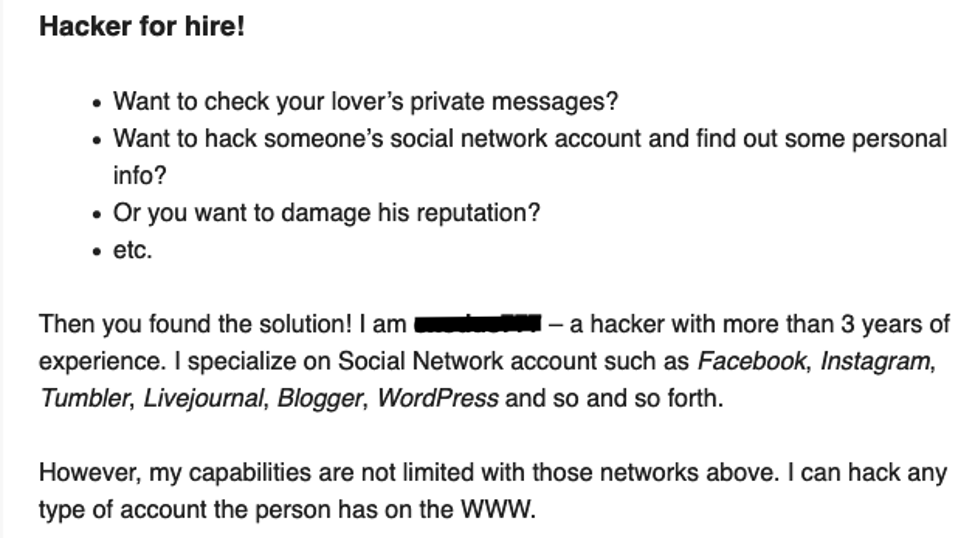 Hacker for hire!
• Want to check your lover’s private messages?
• Want to hack someone’s social network account and find out some personal
info?
• Or you want to damage his reputation?
• etc.
Then you found the solution! I am – a hacker with more than 3 years of
experience. I specialize on Social Network account such as Facebook, Instagram,
Tumbler, Livejournal, Blogger, WordPress and so and so forth.
However, my capabilities are not limited with those networks above. I can hack any
type of account the person has on the WWW.